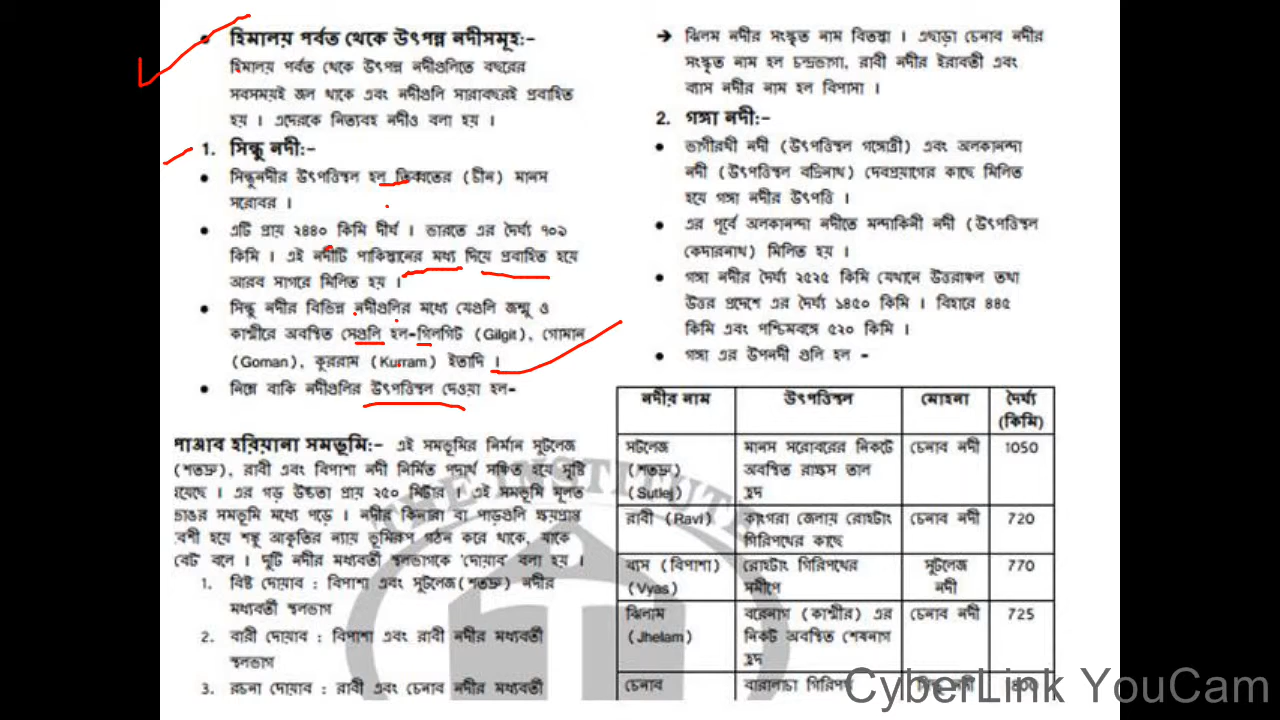 হিমালয় পর্বত থেকে উৎপন্ন নদীসমূহ:-
হিমালয় পর্বত থেকে উৎপন্ন নদীগুলিতে বছরের
সবসময়ই জল থাকে এবং নদীগুলি সারাবছরই প্রবাহিত
হয় । এদেরকে নিত্যবহ নদীও বলা হয় ।
1. সিন্ধু নদী:-
সিন্ধুনদীর উৎপত্তিস্থল হল তিব্বতের (চীন) মানস
সরোবর ।
এটি প্রায় ২৪৪০ কিমি দীর্ঘ । ভারতে এর দৈর্ঘ্য ৭০৯
কিমি । এই নদীটি পাকিস্তানের মধ্য দিয়ে প্রবাহিত হয়ে
আরব সাগরে মিলিত হয় ।
সিন্ধু নদীর বিভিন্ন নদীগুলির মধ্যে যেগুলি জম্মু ও
কাশ্মীরে অবস্থিত সেগুলি হল-গিলগিট (Gilgit), গোমান
(Goman), কুররাম (Kurram) ইত্যাদি ।
নিম্নে বাকি নদীগুলির উৎপত্তিস্থল দেওয়া হল-
পাঞ্জাব হরিয়ানা সমভূমি:- এই সমভূমির নির্মান সুটলেজ
(শতদ্রু), রাবী এবং বিপাশা নদী নির্মিত পদার্থ সঞ্চিত হয়ে সৃষ্টি
হয়েছে । এর গড় উচ্চতা প্রায় ২৫০ মিটার । এই সমভূমি মূলত
সমভূমি মধ্যে পড়ে । নদীর কিনারা বা পাড়গুলি ক্ষয়প্রাপ্ত
বেশী হয়ে শঙ্কু আকৃতির ন্যায় ভূমিরূপ গঠন করে থাকে, যাকে
বেট বলে । দুটি নদীর মধ্যবর্তী স্থলভাগকে 'দোয়াব' বলা হয় ।
1. বিষ্ট দোয়াব : বিপাশা এবং সুটলেজ(শতদ্রু) নদীর
মধ্যবর্তী স্থলভাগ
2. বারী দোয়াব : বিপাশা এবং রাবী নদীর মধ্যবর্তী
স্থলভাগ
3. রচনা দোয়াব : রাবী এবং চেনাব নদীর মধ্যবর্তী
→ ঝিলম নদীর সংস্কৃত নাম বিতস্তা । এছাড়া চেনাব নদীর
সংস্কৃত নাম হল চন্দ্রভাগা, রাবী নদীর ইরাবতী এবং
ব্যাস নদীর নাম হল বিপাসা ।
2. গঙ্গা নদী:-
ভাগীরথী নদী (উৎপত্তিস্থল গঙ্গোত্রী) এবং অলকানন্দা
নদী (উৎপত্তিস্থল বদ্রিনাথ) দেবপ্রয়াগের কাছে মিলিত
হয়ে গঙ্গা নদীর উৎপত্তি ।
এর পূর্বে অলকানন্দা নদীতে মন্দাকিনী নদী (উৎপত্তিস্থল
কেদারনাথ) মিলিত হয় ।
গঙ্গা নদীর দৈর্ঘ্য ২৫২৫ কিমি যেখানে উত্তরাঞ্চল তথা
উত্তর প্রদেশে এর দৈর্ঘ্য ১৪৫০ কিমি । বিহারে ৪৪৫
কিমি এবং পশ্চিমবঙ্গে ৫২০ কিমি ।
গঙ্গা এর উপনদী গুলি হল -
নদীর নাম উৎপত্তিস্থল মোহনা দৈর্ঘ্য
(কিমি)
সটলেজ মানস সরোবরের নিকটে চেনাব নদী 1050
(শতদ্রু) অবস্থিত রাক্ষস তাল
(Sutlej) হ্রদ
রাবী (Ravi) কাংগরা জেলায় রোহটাং চেনাব নদী 720
গিরিপথের কাছে
ব্যস (বিপাশা) রোহটাং গিরিপথের সুটলেজ 770
(Vyas) সমীপে নদী
ঝিলাম বরেনাগ (কাশ্মীর) এর চেনাব নদী 725
(Jhelam) নিকট অবস্থিত শেষনাগ
হ্রদ
চেনাব বারালাচা গিরিপথ
THE INSTITUTE
CyberLink YouCam